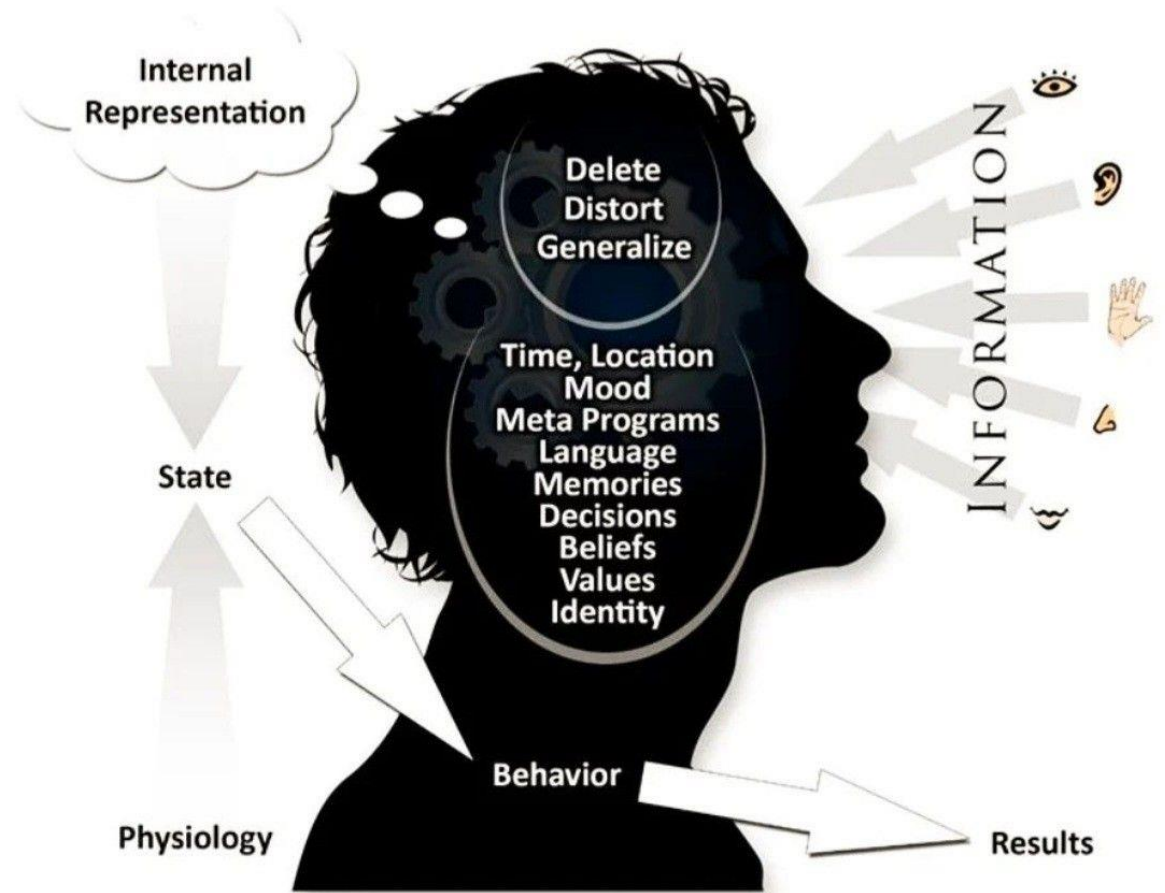 Internal
Representation
Delete
Distort
Generalize
INFORMATION
Time, Location
Mood
Meta Programs
Language
Memories
Decisions
Beliefs
Values
Identity
State
Behavior
Physiology
Results